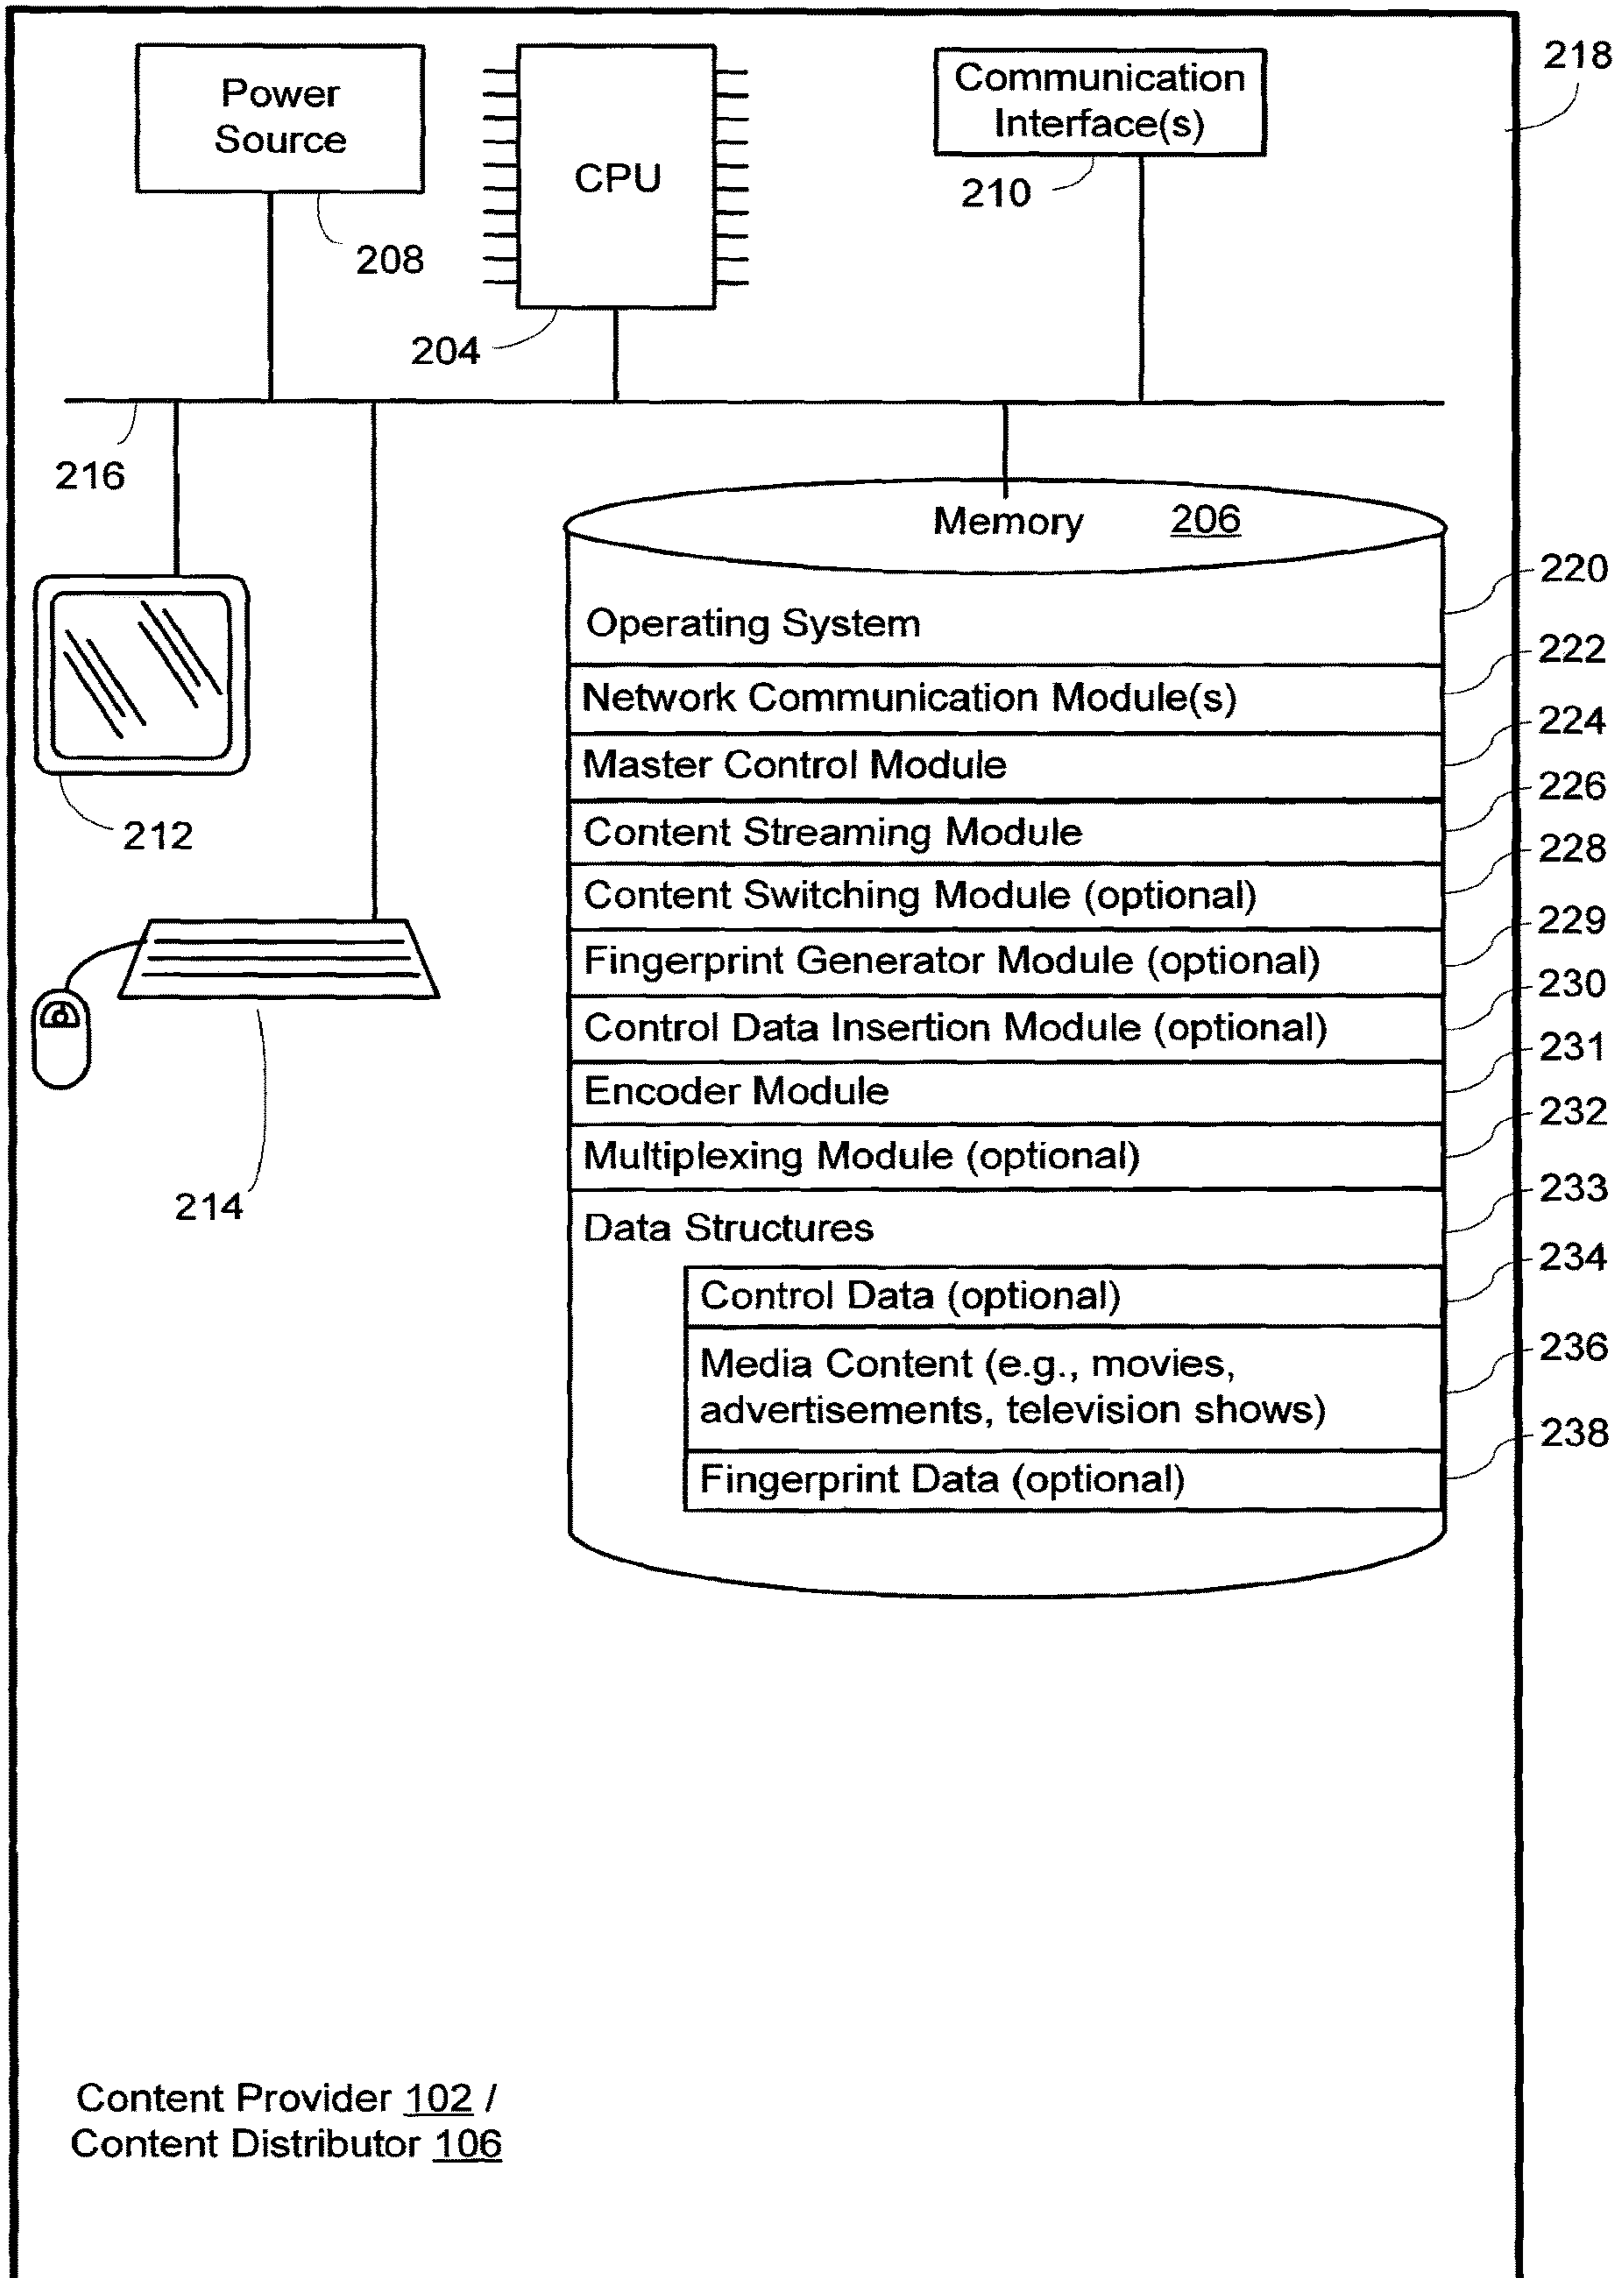 218
Power
Source
208
CPU
204
Communication
Interface(s)
210
216
212
214
Memory 206
Operating System 220
Network Communication Module(s) 222
Master Control Module 224
Content Streaming Module 226
Content Switching Module (optional) 228
Fingerprint Generator Module (optional) 229
Control Data Insertion Module (optional) 230
Encoder Module 231
Multiplexing Module (optional) 232
Data Structures 233
Control Data (optional) 234
Media Content (e.g., movies,
advertisements, television shows) 236
Fingerprint Data (optional) 238
Content Provider 102 /
Content Distributor 106